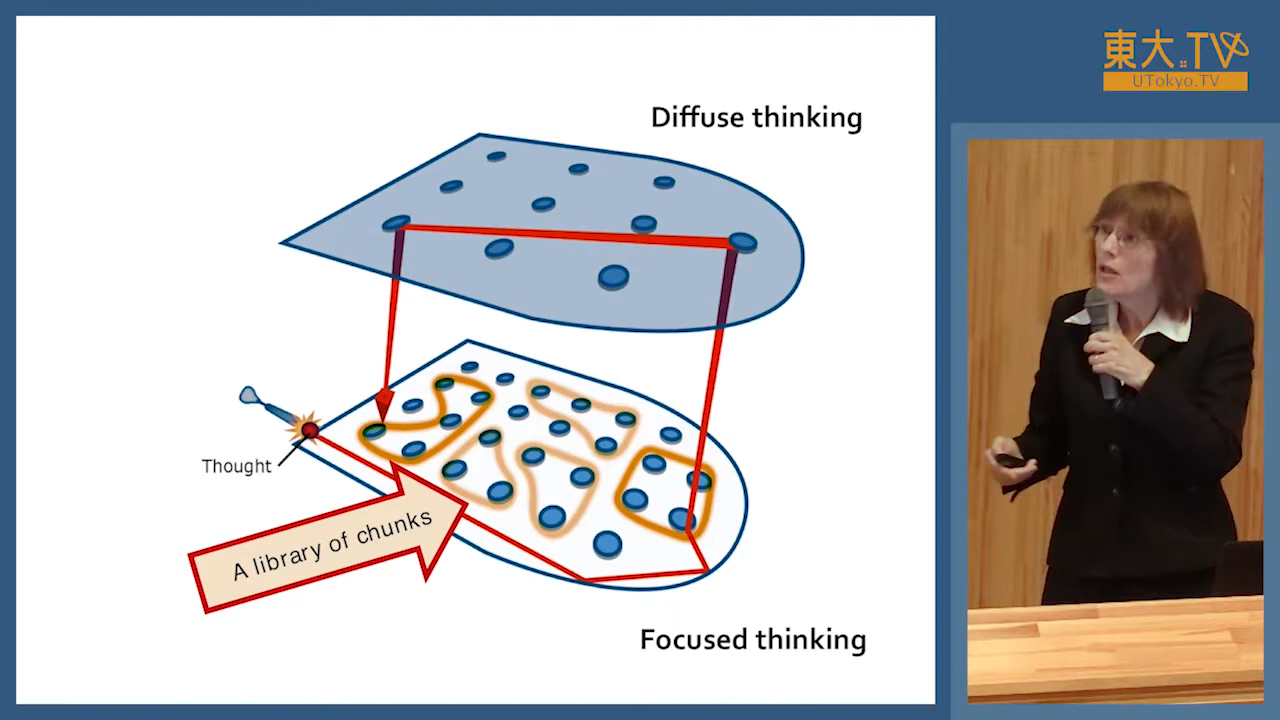 Diffuse thinking
Thought
A library of chunks
Focused thinking
東大.TV
UTokyo.TV